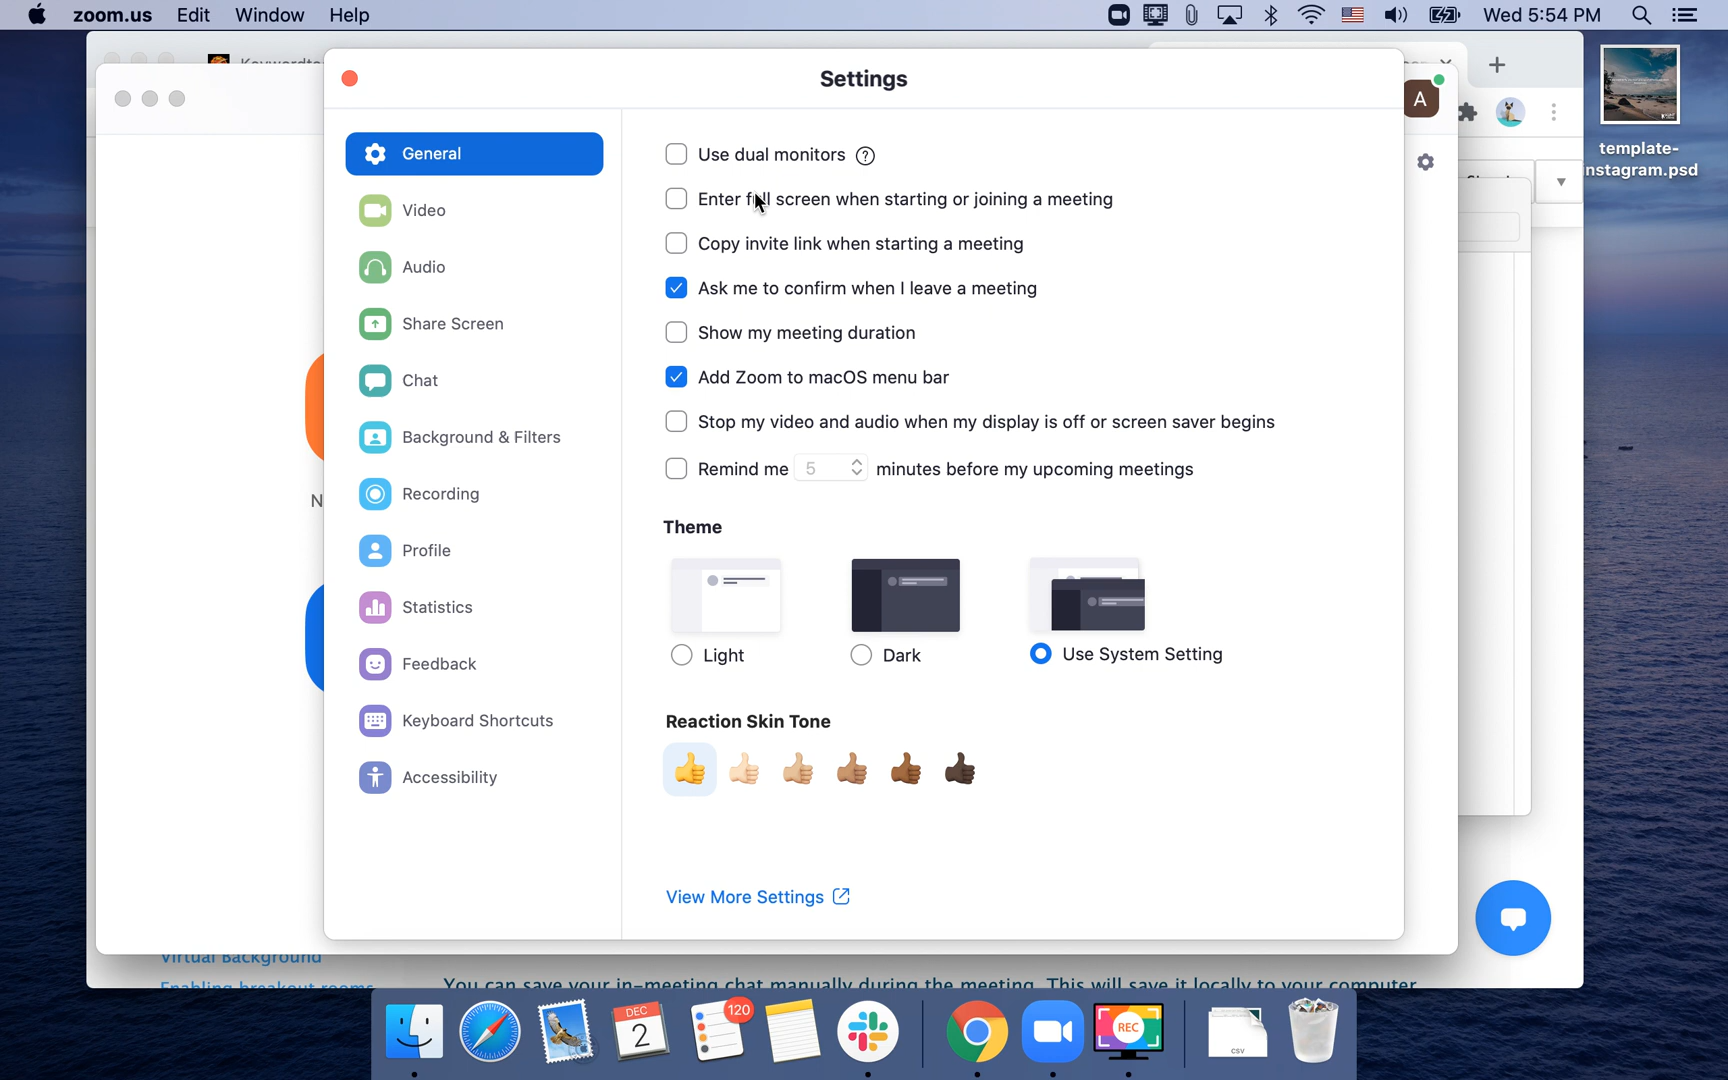 zoom.us Edit Window Help Wed 5:54 PM
Settings
A
template-
instagram.psd
General
Video
Audio
Share Screen
Chat
Background & Filters
Recording
Profile
Statistics
Feedback
Keyboard Shortcuts
Accessibility
Use dual monitors ?
Enter full screen when starting or joining a meeting
Copy invite link when starting a meeting
Ask me to confirm when I leave a meeting
Show my meeting duration
Add Zoom to macOS menu bar
Stop my video and audio when my display is off or screen saver begins
Remind me 5 minutes before my upcoming meetings
Theme
Light Dark Use System Setting
Reaction Skin Tone
View More Settings
N
Virtual Background
Enabling breakout rooms
You can save your in-meeting chat manually during the meeting. This will save it locally to your computer
DEC
2
120
REC
CSV